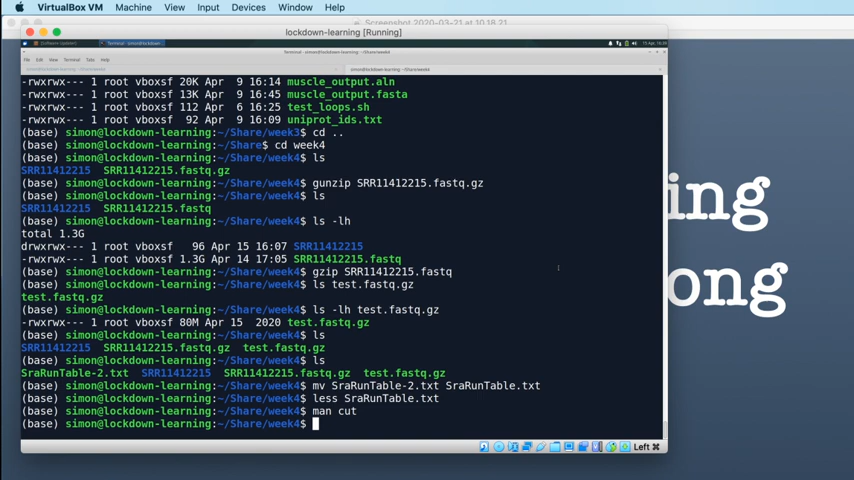 VirtualBox VM Machine View Input Devices Window Help
Screenshot 2020-03-21 at 10.18.21
lockdown-learning [Running]
Terminal - simon@lockdown-learning: ~/Share/week4
File Edit View Terminal Tabs Help
-rwxrwx--- 1 root vboxsf 20K Apr 9 16:14 muscle_output.aln
-rwxrwx--- 1 root vboxsf 13K Apr 9 16:45 muscle_output.fasta
-rwxrwx--- 1 root vboxsf 112 Apr 6 16:25 test_loops.sh
-rwxrwx--- 1 root vboxsf 92 Apr 9 16:09 uniprot_ids.txt
(base) simon@lockdown-learning:~/Share/week3$ cd ..
(base) simon@lockdown-learning:~/Share$ cd week4
(base) simon@lockdown-learning:~/Share/week4$ ls
SRR11412215 SRR11412215.fastq.gz
(base) simon@lockdown-learning:~/Share/week4$ gunzip SRR11412215.fastq.gz
(base) simon@lockdown-learning:~/Share/week4$ ls
SRR11412215 SRR11412215.fastq
(base) simon@lockdown-learning:~/Share/week4$ ls -lh
total 1.3G
drwxrwx--- 1 root vboxsf 96 Apr 15 16:07 SRR11412215
-rwxrwx--- 1 root vboxsf 1.3G Apr 14 17:05 SRR11412215.fastq
(base) simon@lockdown-learning:~/Share/week4$ gzip SRR11412215.fastq
(base) simon@lockdown-learning:~/Share/week4$ ls test.fastq.gz
test.fastq.gz
(base) simon@lockdown-learning:~/Share/week4$ ls -lh test.fastq.gz
-rwxrwx--- 1 root vboxsf 80M Apr 15 2020 test.fastq.gz
(base) simon@lockdown-learning:~/Share/week4$ ls
SRR11412215 SRR11412215.fastq.gz test.fastq.gz
(base) simon@lockdown-learning:~/Share/week4$ ls
SraRunTable-2.txt SRR11412215 SRR11412215.fastq.gz test.fastq.gz
(base) simon@lockdown-learning:~/Share/week4$ mv SraRunTable-2.txt SraRunTable.txt
(base) simon@lockdown-learning:~/Share/week4$ less SraRunTable.txt
(base) simon@lockdown-learning:~/Share/week4$ man cut
(base) simon@lockdown-learning:~/Share/week4$
Left ⌘
ing
ong